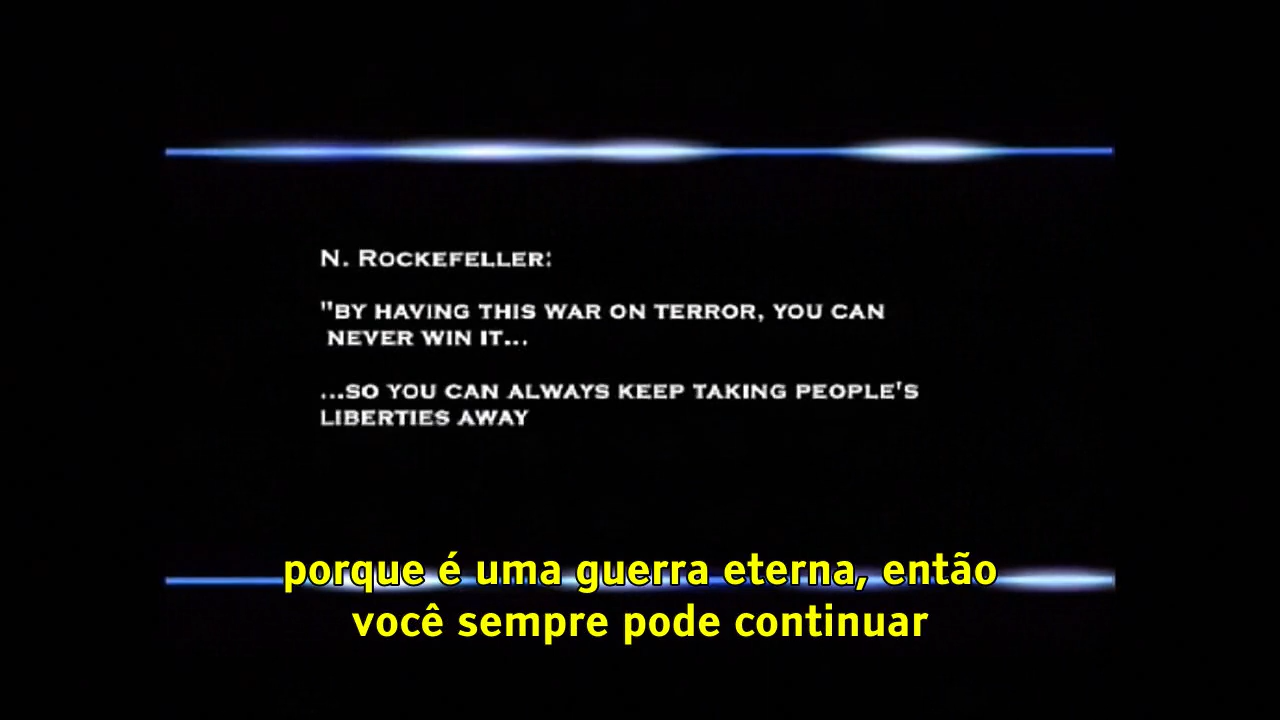 N. ROCKEFELLER:
"BY HAVING THIS WAR ON TERROR, YOU CAN
NEVER WIN IT...
...SO YOU CAN ALWAYS KEEP TAKING PEOPLE'S
LIBERTIES AWAY
porque é uma guerra eterna, então
você sempre pode continuar